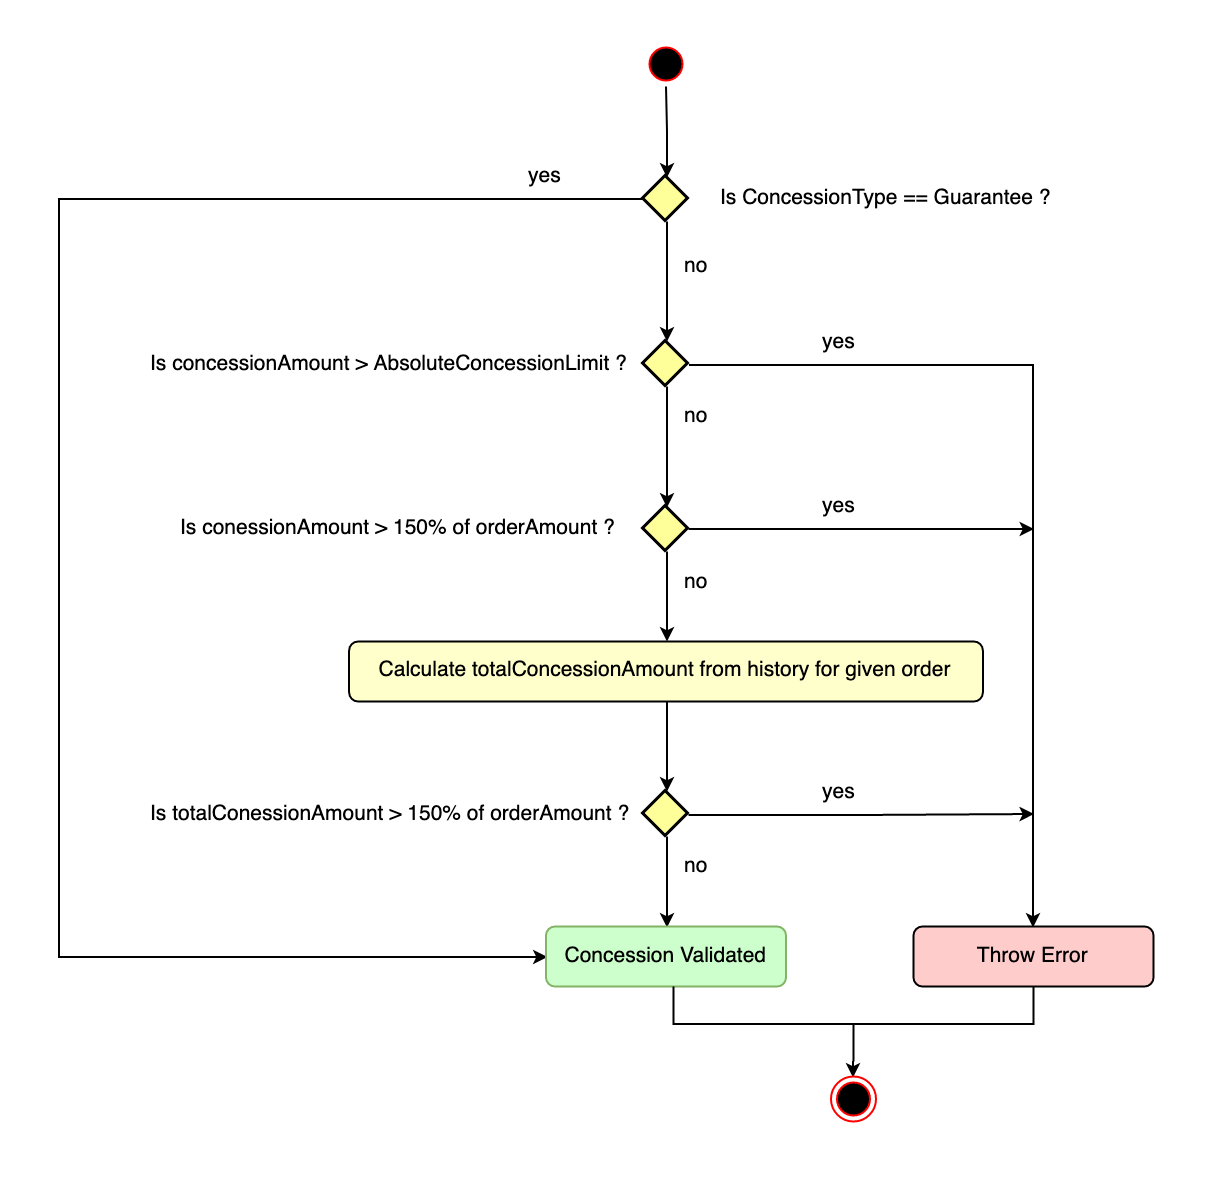 yes
Is ConcessionType == Guarantee ?
no
Is concessionAmount > AbsoluteConcessionLimit ?
yes
no
Is conessionAmount > 150% of orderAmount ?
yes
no
Calculate totalConcessionAmount from history for given order
Is totalConessionAmount > 150% of orderAmount ?
yes
no
Concession Validated
Throw Error